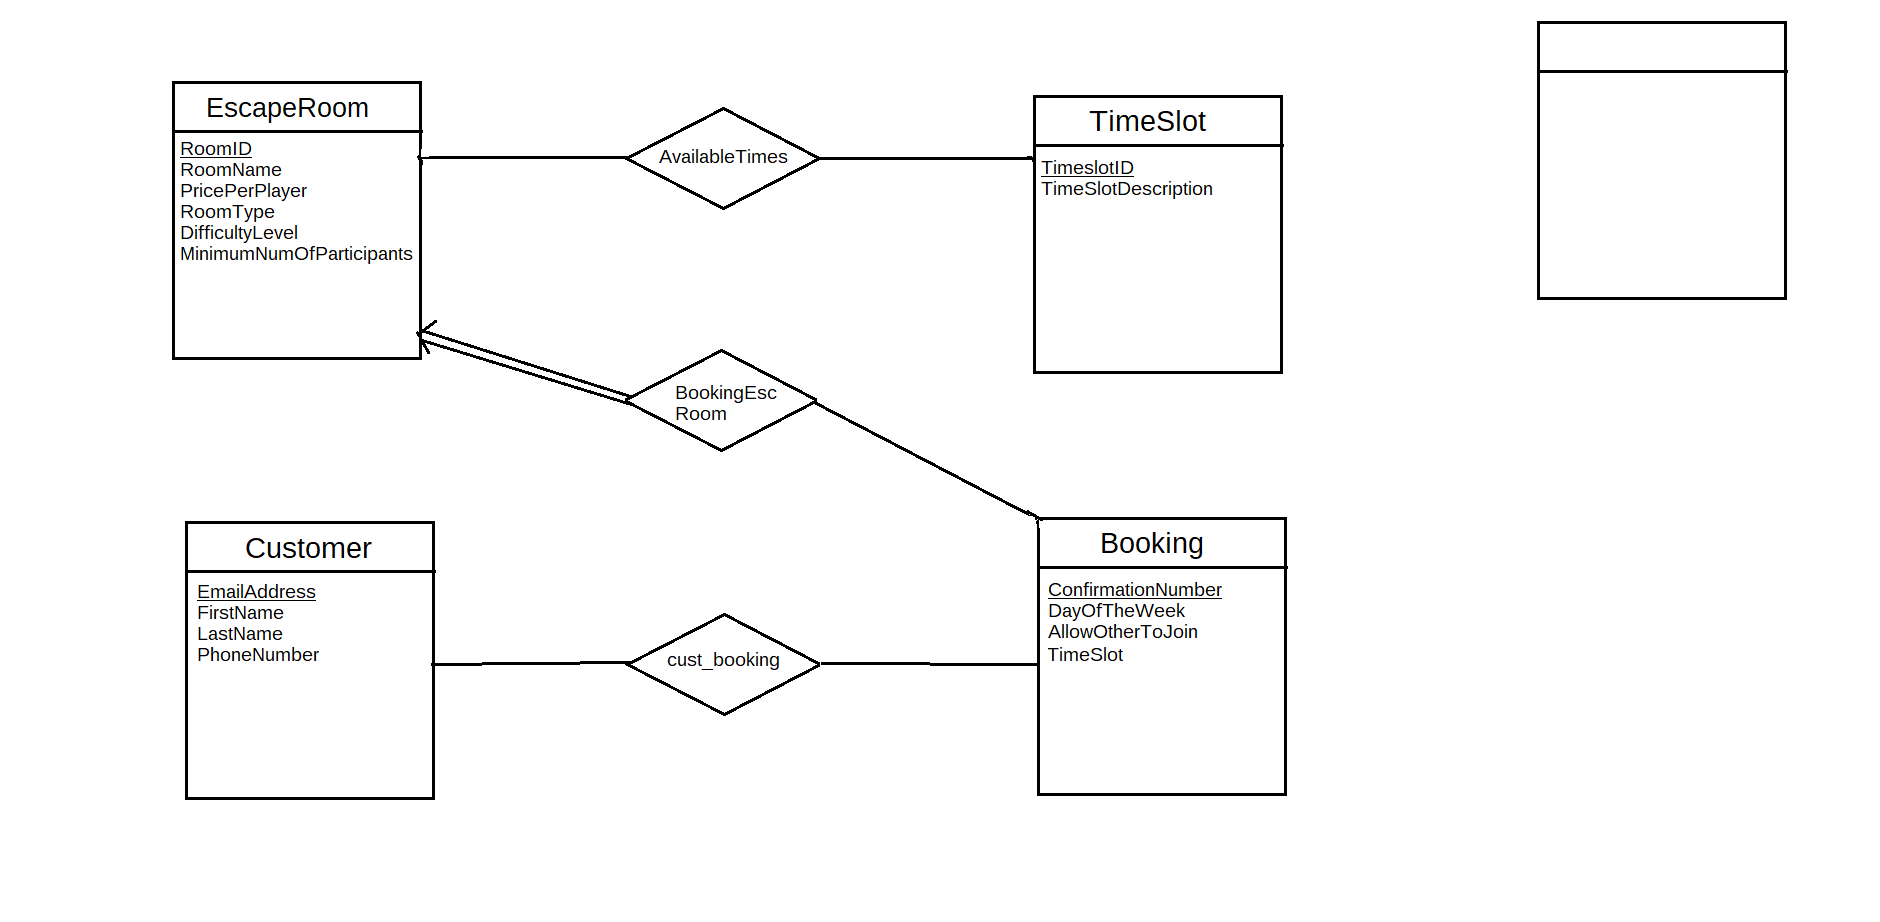 EscapeRoom
RoomID
RoomName
PricePerPlayer
RoomType
DifficultyLevel
MinimumNumOfParticipants
AvailableTimes
TimeSlot
TimeslotID
TimeSlotDescription
BookingEsc
Room
Customer
EmailAddress
FirstName
LastName
PhoneNumber
cust_booking
Booking
ConfirmationNumber
DayOfTheWeek
AllowOtherToJoin
TimeSlot